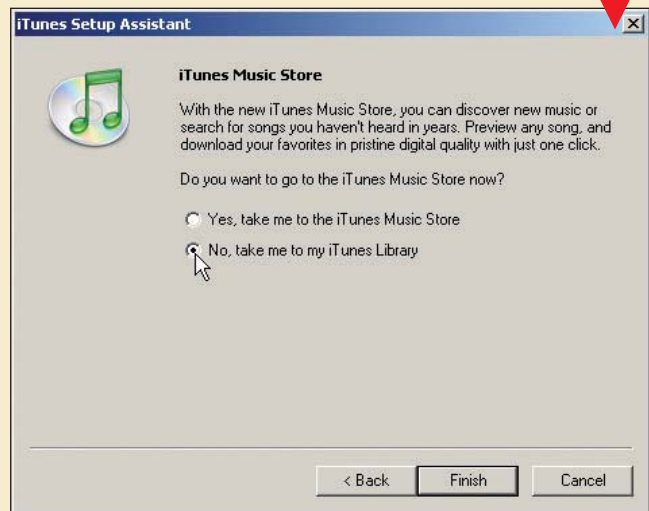 iTunes Setup Assistant
iTunes Music Store
With the new iTunes Music Store, you can discover new music or
search for songs you haven't heard in years. Preview any song, and
download your favorites in pristine digital quality with just one click.
Do you want to go to the iTunes Music Store now?
Yes, take me to the iTunes Music Store
No, take me to my iTunes Library
< Back
Finish
Cancel